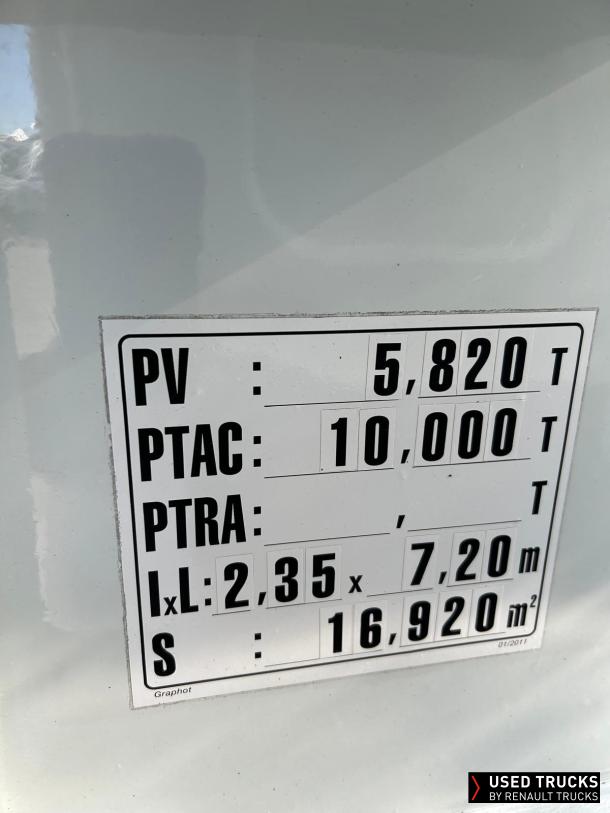 PV : 5,820 T
PTAC: 10,000 T
PTRA: , T
lxL: 2,35 x 7,20 m
S : 16,920 m²
Graphot 01/2011
USED TRUCKS
BY RENAULT TRUCKS